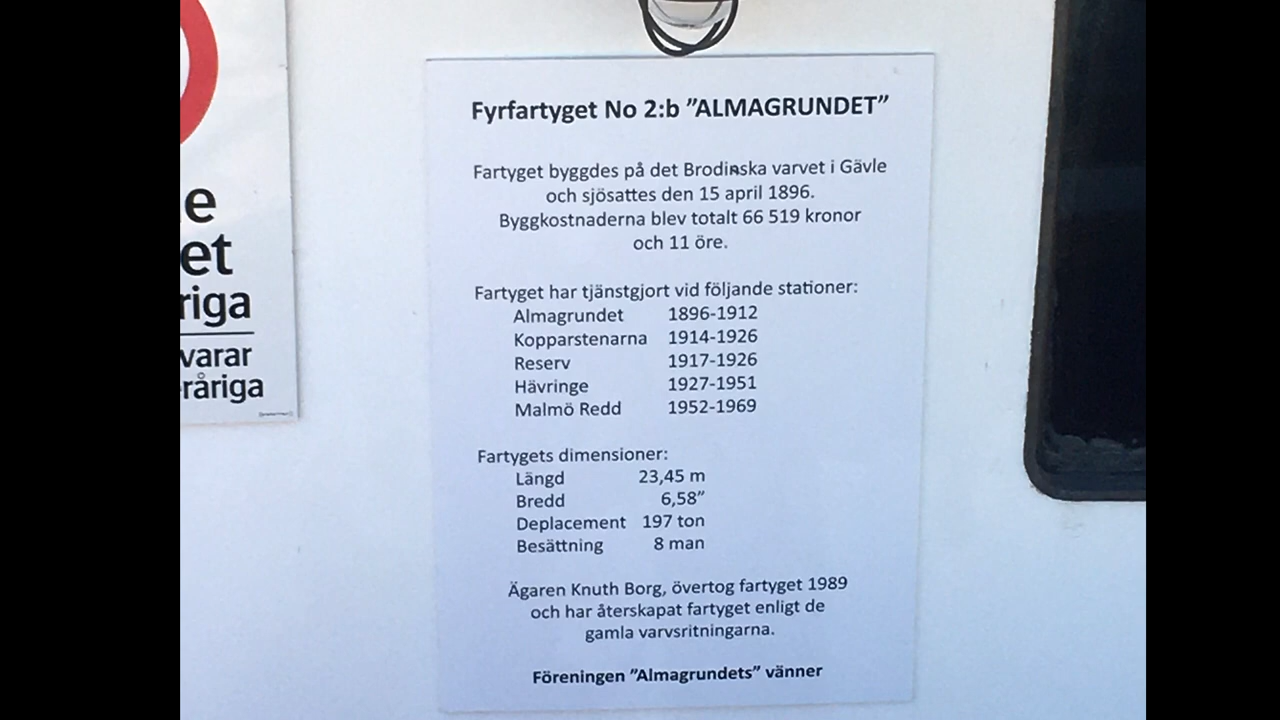 e
et
riga
varar
råriga
Fyrfartyget No 2:b ”ALMAGRUNDET”
Fartyget byggdes på det Brodinska varvet i Gävle
och sjösattes den 15 april 1896.
Byggkostnaderna blev totalt 66 519 kronor
och 11 öre.
Fartyget har tjänstgjort vid följande stationer:
Almagrundet 1896-1912
Kopparstenarna 1914-1926
Reserv 1917-1926
Hävringe 1927-1951
Malmö Redd 1952-1969
Fartygets dimensioner:
Längd 23,45 m
Bredd 6,58”
Deplacement 197 ton
Besättning 8 man
Ägaren Knuth Borg, övertog fartyget 1989
och har återskapat fartyget enligt de
gamla varvsritningarna.
Föreningen ”Almagrundets” vänner